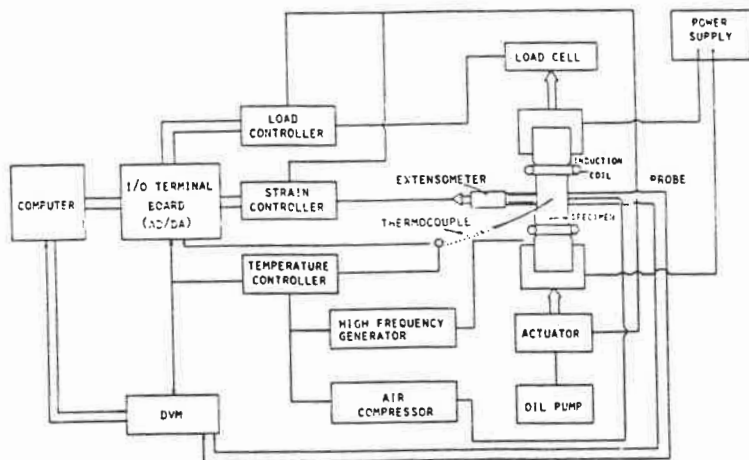 POWER
SUPPLY
LOAD CELL
LOAD
CONTROLLER
INDUCTION
COIL
PROBE
EXTENSOMETER
I/O TERMINAL
BOARD
(AD/DA)
STRAIN
CONTROLLER
COMPUTER
THERMOCOUPLE
SPECIMEN
TEMPERATURE
CONTROLLER
HIGH FREQUENCY
GENERATOR
ACTUATOR
AIR
COMPRESSOR
OIL PUMP
DVM